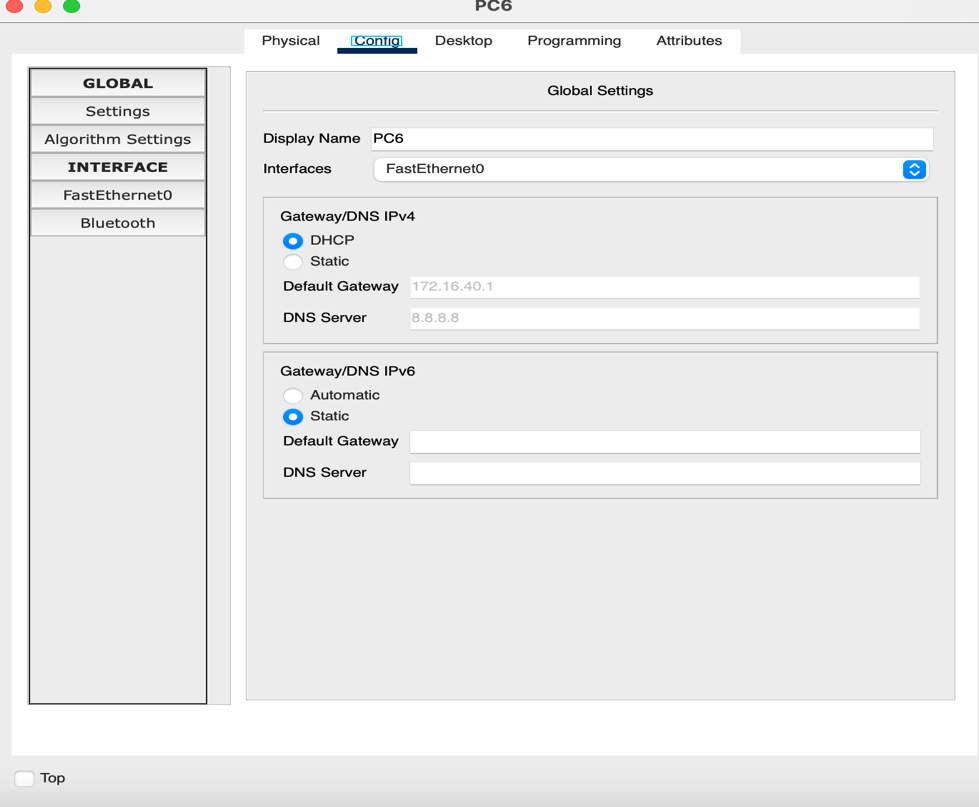 PC6
Physical Config Desktop Programming Attributes
GLOBAL
Settings
Algorithm Settings
INTERFACE
FastEthernet0
Bluetooth
Global Settings
Display Name PC6
Interfaces FastEthernet0
Gateway/DNS IPv4
DHCP
Static
Default Gateway 172.16.40.1
DNS Server 8.8.8.8
Gateway/DNS IPv6
Automatic
Static
Default Gateway
DNS Server
Top